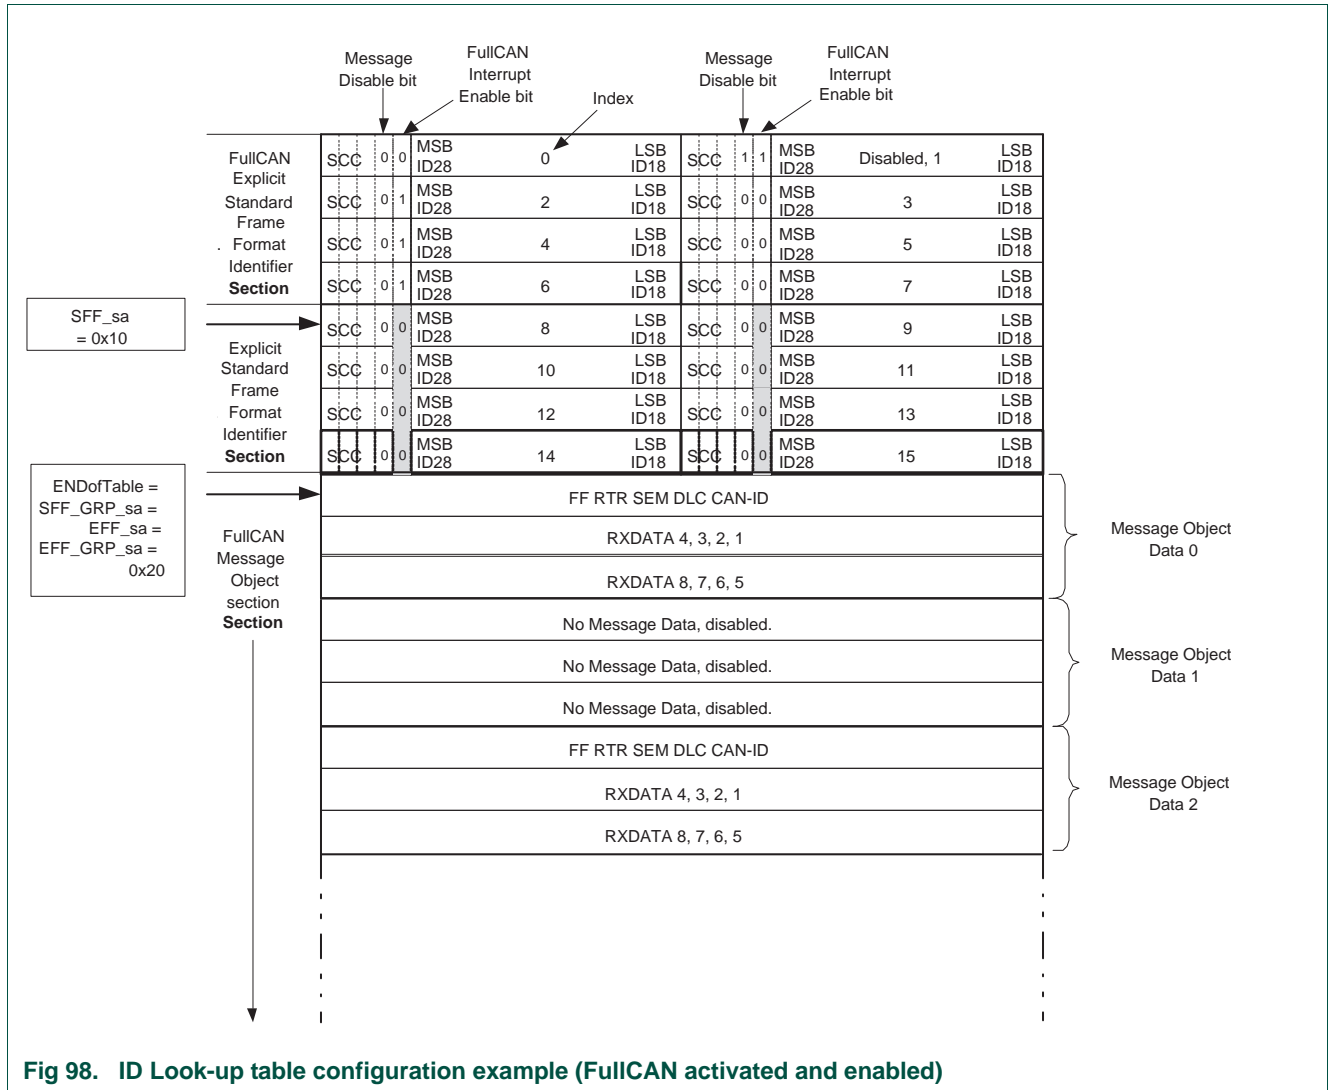 Message
Disable bit
FullCAN
Interrupt
Enable bit
Index
Message
Disable bit
FullCAN
Interrupt
Enable bit
FullCAN
Explicit
Standard
Frame
. Format
Identifier
Section
SCC 0 0 MSB ID28 0 LSB ID18 SCC 1 1 MSB ID28 Disabled, 1 LSB ID18
SCC 0 1 MSB ID28 2 LSB ID18 SCC 0 0 MSB ID28 3 LSB ID18
SCC 0 1 MSB ID28 4 LSB ID18 SCC 0 0 MSB ID28 5 LSB ID18
SCC 0 1 MSB ID28 6 LSB ID18 SCC 0 0 MSB ID28 7 LSB ID18
SFF_sa
= 0x10
Explicit
Standard
Frame
Format
Identifier
Section
SCC 0 0 MSB ID28 8 LSB ID18 SCC 0 0 MSB ID28 9 LSB ID18
SCC 0 0 MSB ID28 10 LSB ID18 SCC 0 0 MSB ID28 11 LSB ID18
SCC 0 0 MSB ID28 12 LSB ID18 SCC 0 0 MSB ID28 13 LSB ID18
SCC 0 0 MSB ID28 14 LSB ID18 SCC 0 0 MSB ID28 15 LSB ID18
ENDofTable =
SFF_GRP_sa =
EFF_sa =
EFF_GRP_sa =
0x20
FullCAN
Message
Object
section
Section
FF RTR SEM DLC CAN-ID
RXDATA 4, 3, 2, 1
RXDATA 8, 7, 6, 5
Message Object
Data 0
No Message Data, disabled.
No Message Data, disabled.
No Message Data, disabled.
Message Object
Data 1
FF RTR SEM DLC CAN-ID
RXDATA 4, 3, 2, 1
RXDATA 8, 7, 6, 5
Message Object
Data 2
Fig 98. ID Look-up table configuration example (FullCAN activated and enabled)